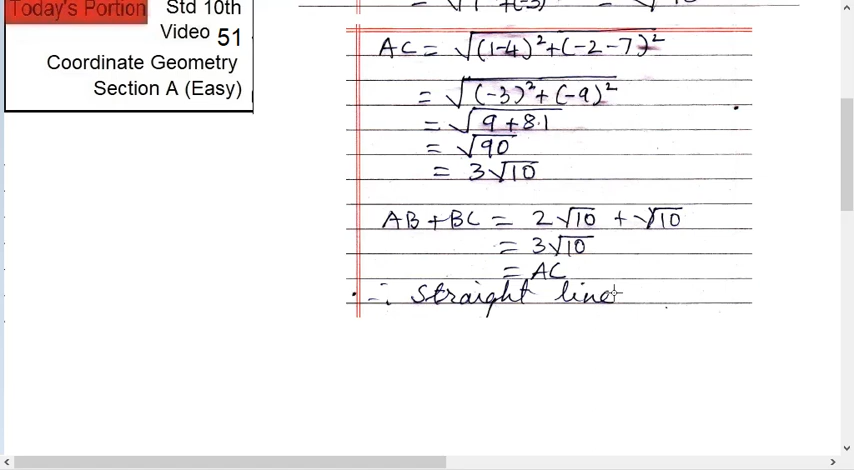 Today's Portion
Std 10th
Video 51
Coordinate Geometry
Section A (Easy)
AC = √(1-4)²+(-2-7)²
= √(-3)²+(-9)²
= √9+81
= √90
= 3√10
AB+BC = 2√10 + √10
= 3√10
= AC
∴ straight line